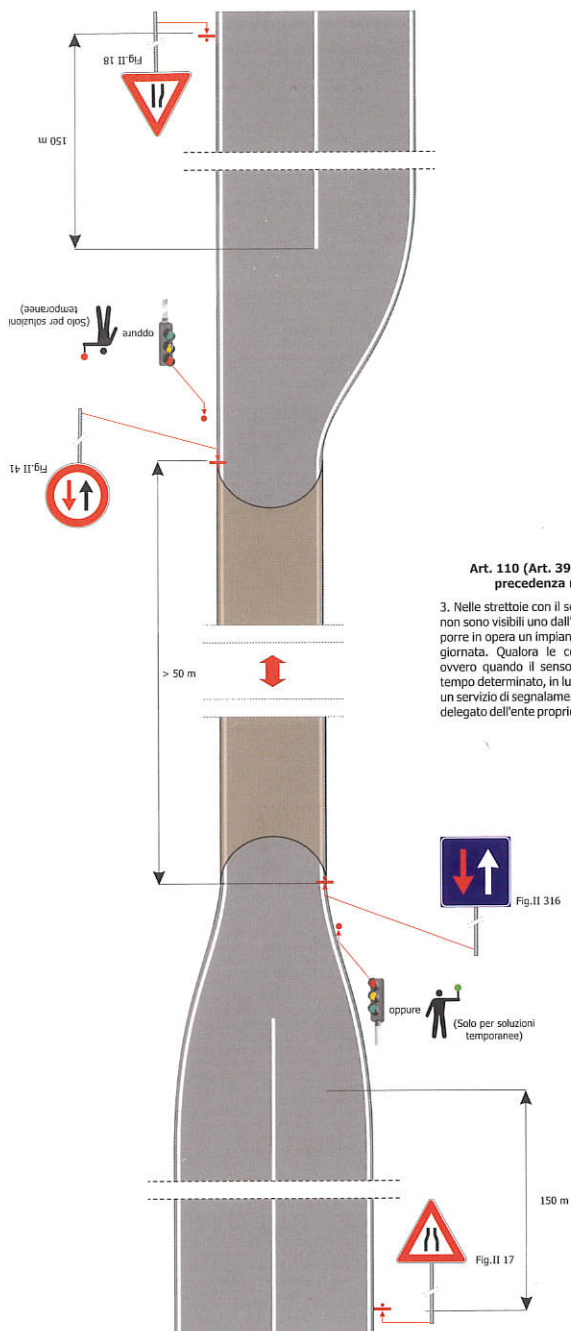 Fig.II 18
150 m
(Solo per soluzioni
temporanee)
oppure
Fig.II 41
> 50 m
Art. 110 (Art. 39
precedenza
3. Nelle strettoie con il
non sono visibili uno dall'
porre in opera un impian
giornata. Qualora le
ovvero quando il senso
tempo determinato, in
un servizio di segnalame
delegato dell'ente proprie
Fig.II 316
oppure
(Solo per soluzioni
temporanee)
150 m
Fig.II 17